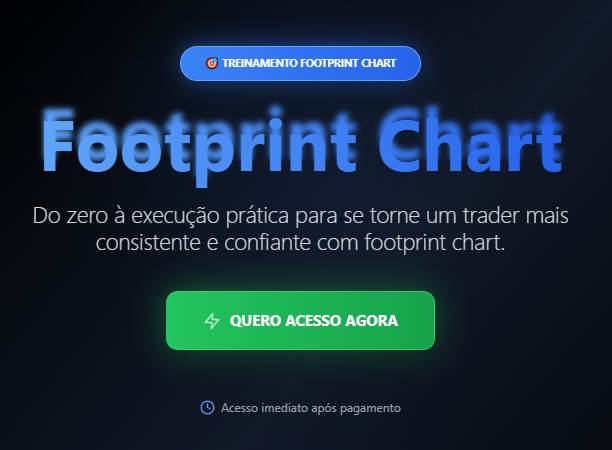 TREINAMENTO FOOTPRINT CHART
Footprint Chart
Do zero à execução prática para se torne um trader mais
consistente e confiante com footprint chart.
QUERO ACESSO AGORA
Acesso imediato após pagamento